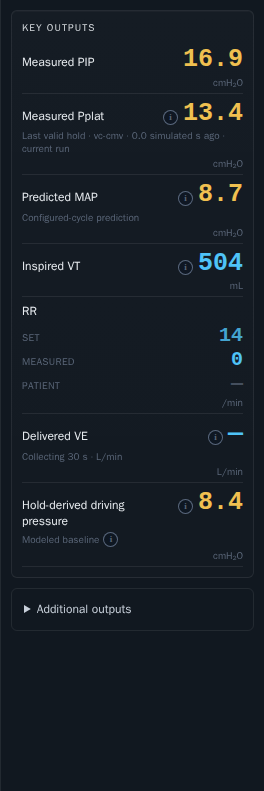 KEY OUTPUTS
Measured PIP 16.9
cmH₂O
Measured Pplat i 13.4
Last valid hold · vc-cmv · 0.0 simulated s ago ·
current run
cmH₂O
Predicted MAP i 8.7
Configured-cycle prediction
cmH₂O
Inspired VT i 504
mL
RR
SET 14
MEASURED 0
PATIENT —
/min
Delivered VE i —
Collecting 30 s · L/min
L/min
Hold-derived driving i 8.4
pressure
Modeled baseline i
cmH₂O
▶ Additional outputs